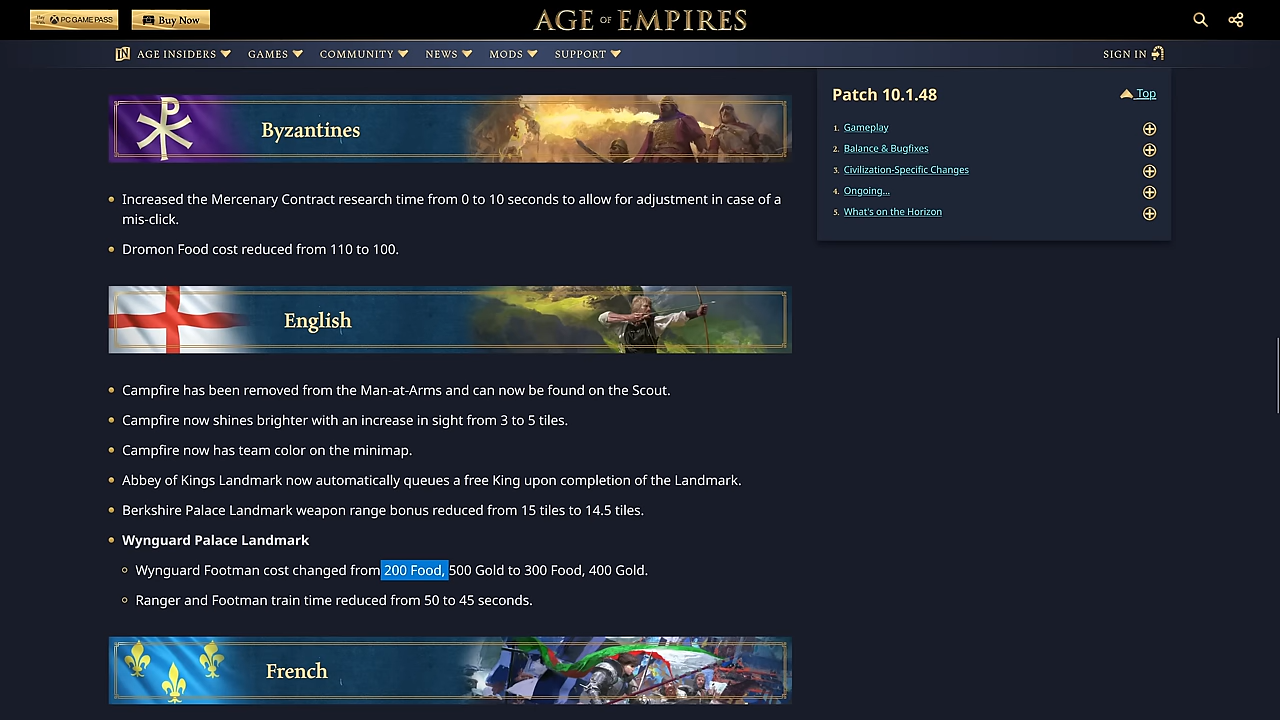 PC GAME PASS
Buy Now
AGE OF EMPIRES
AGE INSIDERS
GAMES
COMMUNITY
NEWS
MODS
SUPPORT
SIGN IN
Byzantines
Increased the Mercenary Contract research time from 0 to 10 seconds to allow for adjustment in case of a
mis-click.
Dromon Food cost reduced from 110 to 100.
English
Campfire has been removed from the Man-at-Arms and can now be found on the Scout.
Campfire now shines brighter with an increase in sight from 3 to 5 tiles.
Campfire now has team color on the minimap.
Abbey of Kings Landmark now automatically queues a free King upon completion of the Landmark.
Berkshire Palace Landmark weapon range bonus reduced from 15 tiles to 14.5 tiles.
Wynguard Palace Landmark
Wynguard Footman cost changed from 200 Food, 500 Gold to 300 Food, 400 Gold.
Ranger and Footman train time reduced from 50 to 45 seconds.
French
Patch 10.1.48
Top
1. Gameplay
2. Balance & Bugfixes
3. Civilization-Specific Changes
4. Ongoing...
5. What's on the Horizon